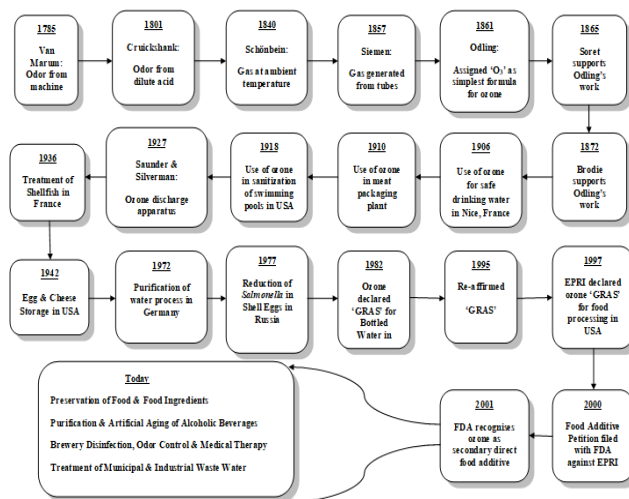 1785
Van
Marum:
Odor from
machine
1801
Cruickshank:
Odor from
dilute acid
1840
Schönbein:
Gas at ambient
temperature
1857
Siemen:
Gas generated
from tubes
1861
Odling:
Assigned ‘O₃’ as
simplest formula
for ozone
1865
Soret
supports
Odling’s
work
1872
Brodie
supports
Odling’s
work
1906
Use of ozone
for safe
drinking water
in Nice, France
1910
Use of ozone
in meat
packaging
plant
1918
Use of ozone
in sanitization
of swimming
pools in USA
1927
Saunder &
Silverman:
Ozone discharge
apparatus
1936
Treatment of
Shellfish in
France
1942
Egg & Cheese
Storage in USA
1972
Purification of
water process in
Germany
1977
Reduction of
Salmonella in
Shell Eggs in
Russia
1982
Ozone
declared
‘GRAS’ for
Bottled
Water in
1995
Re-affirmed
‘GRAS’
1997
EPRI declared
ozone ‘GRAS’
for food
processing in
USA
2000
Food Additive
Petition filed
with FDA
against EPRI
2001
FDA recognises
ozone as
secondary direct
food additive
Today
Preservation of Food & Food Ingredients
Purification & Artificial Aging of Alcoholic Beverages
Brewery Disinfection, Odor Control & Medical Therapy
Treatment of Municipal & Industrial Waste Water